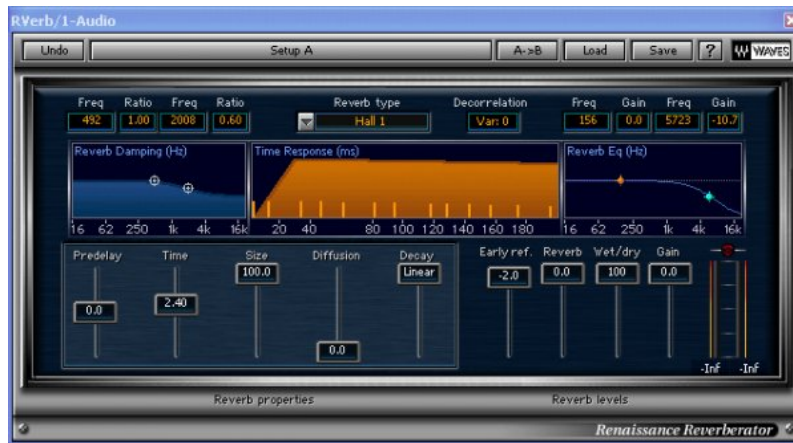 RVerb/1-Audio
Undo Setup A A->B Load Save ? WAVES
Freq Ratio Freq Ratio Reverb type Decorrelation Freq Gain Freq Gain
492 1.00 2008 0.60 Hall 1 Var: 0 156 0.0 5723 -10.7
Reverb Damping (Hz) Time Response (ms) Reverb Eq (Hz)
16 62 250 1k 4k 16k 20 40 80 100 120 140 160 180 16 62 250 1k 4k 16k
Predelay Time Size Diffusion Decay Early ref. Reverb Wet/dry Gain
100.0 Linear -2.0 0.0 100 0.0
0.0 2.40
0.0
-Inf -Inf
Reverb properties Reverb levels
Renaissance Reverberator